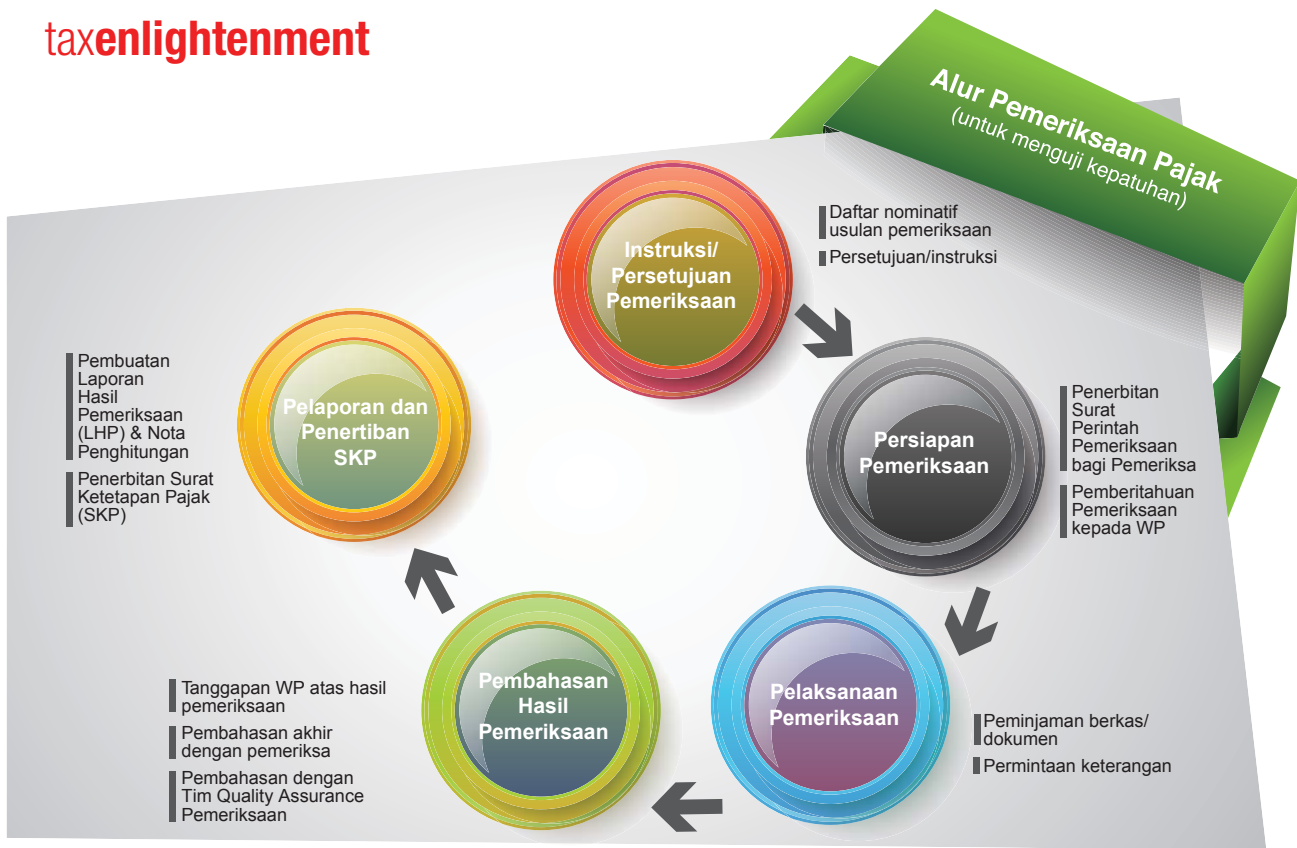 taxenlightenment
Alur Pemeriksaan Pajak
(untuk menguji kepatuhan)
Instruksi/
Persetujuan
Pemeriksaan
Daftar nominatif
usulan pemeriksaan
Persetujuan/instruksi
Persiapan
Pemeriksaan
Penerbitan
Surat
Perintah
Pemeriksaan
bagi Pemeriksa
Pemberitahuan
Pemeriksaan
kepada WP
Pelaksanaan
Pemeriksaan
Peminjaman berkas/
dokumen
Permintaan keterangan
Pembahasan
Hasil
Pemeriksaan
Tanggapan WP atas hasil
pemeriksaan
Pembahasan akhir
dengan pemeriksa
Pembahasan dengan
Tim Quality Assurance
Pemeriksaan
Pelaporan dan
Penertiban
SKP
Pembuatan
Laporan
Hasil
Pemeriksaan
(LHP) & Nota
Penghitungan
Penerbitan Surat
Ketetapan Pajak
(SKP)